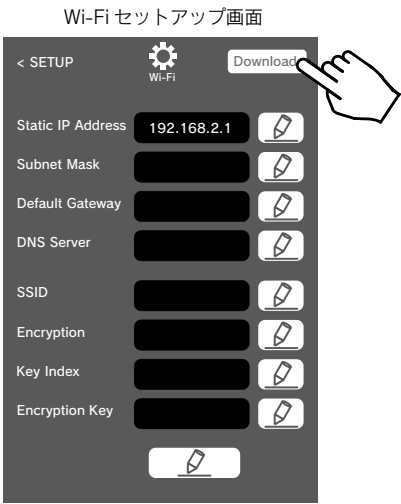 Wi-Fi セットアップ画面
< SETUP
Wi-Fi
Download
Static IP Address 192.168.2.1
Subnet Mask
Default Gateway
DNS Server
SSID
Encryption
Key Index
Encryption Key